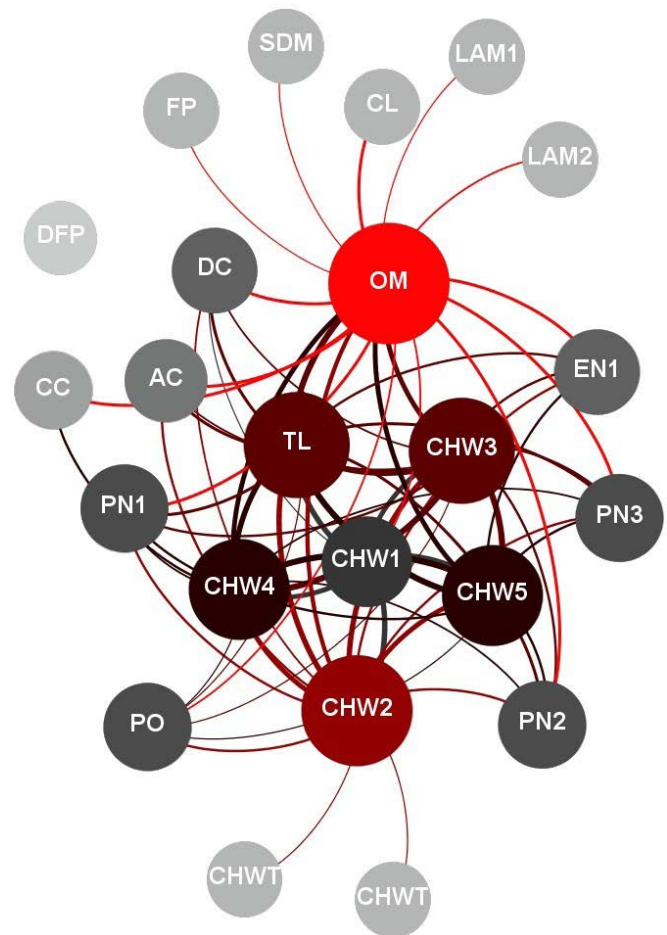 SDM
LAM1
FP
CL
LAM2
DFP
DC
OM
CC
AC
EN1
TL
CHW3
PN1
PN3
CHW1
CHW4
CHW5
PO
CHW2
PN2
CHWT
CHWT